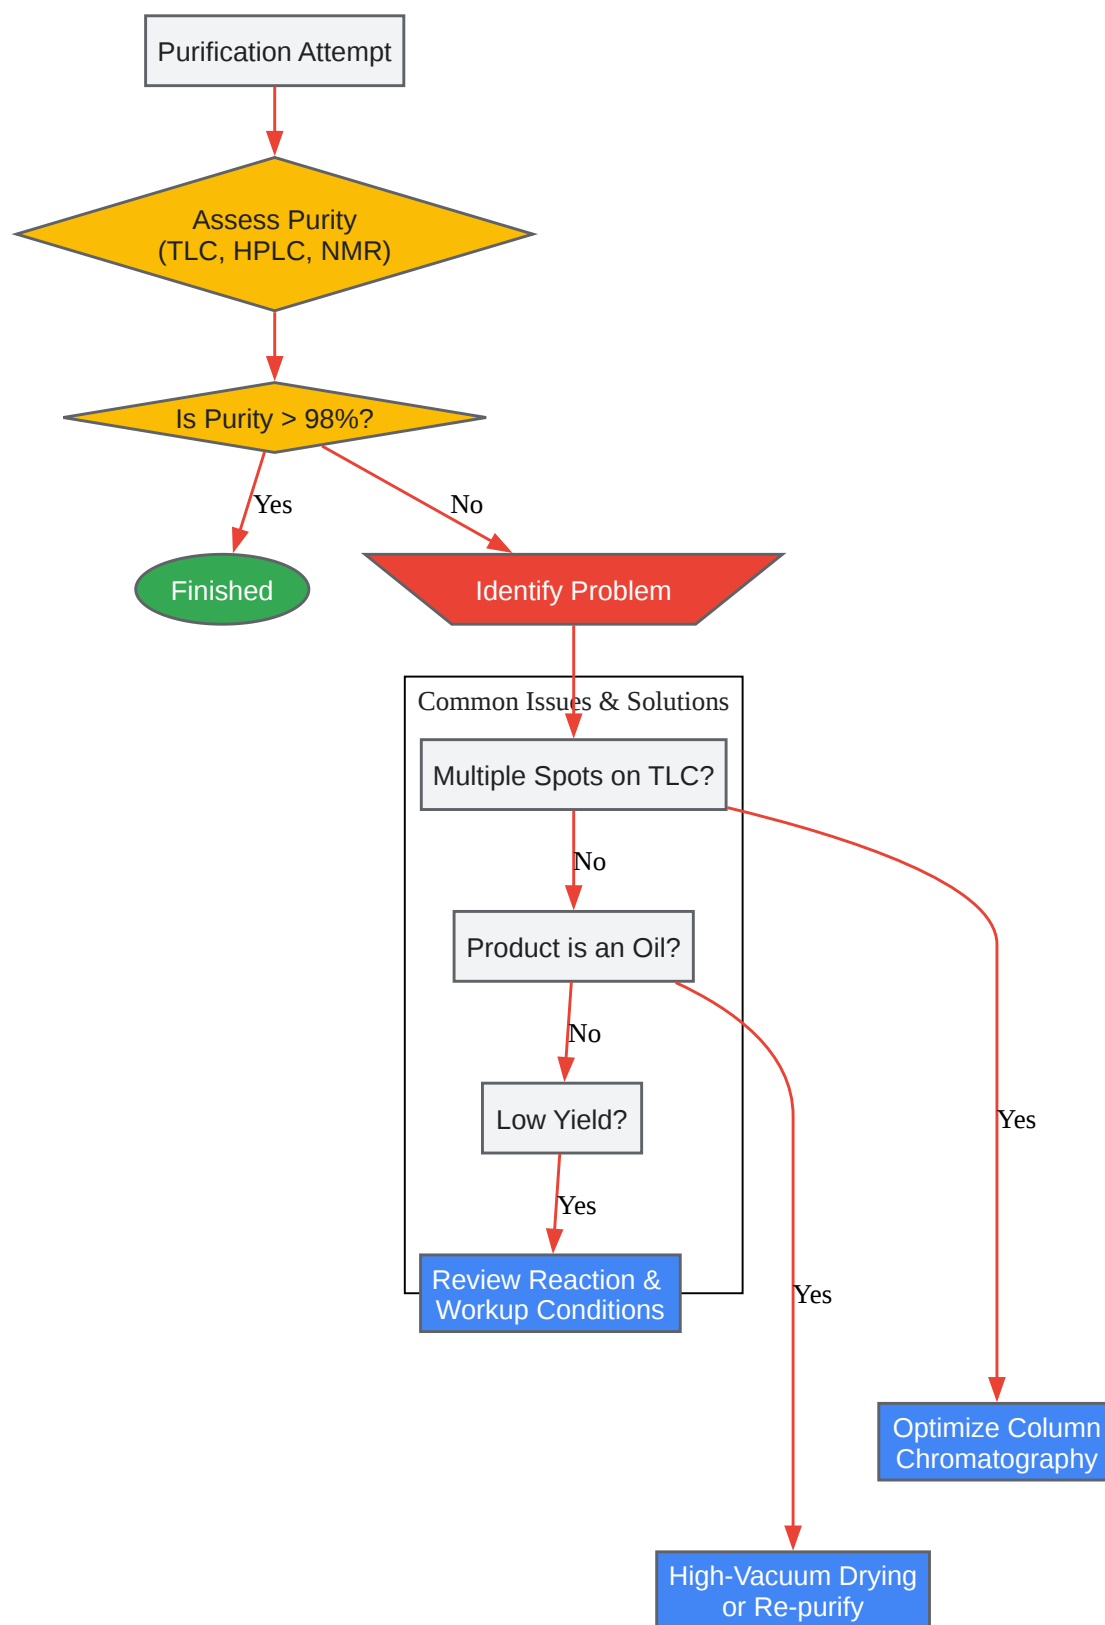 Purification Attempt
Assess Purity
(TLC, HPLC, NMR)
Is Purity > 98%?
Yes
No
Finished
Identify Problem
Common Issues & Solutions
Multiple Spots on TLC?
No
Product is an Oil?
No
Low Yield?
Yes
Yes
Review Reaction &
Workup Conditions
Yes
Optimize Column
Chromatography
High-Vacuum Drying
or Re-purify